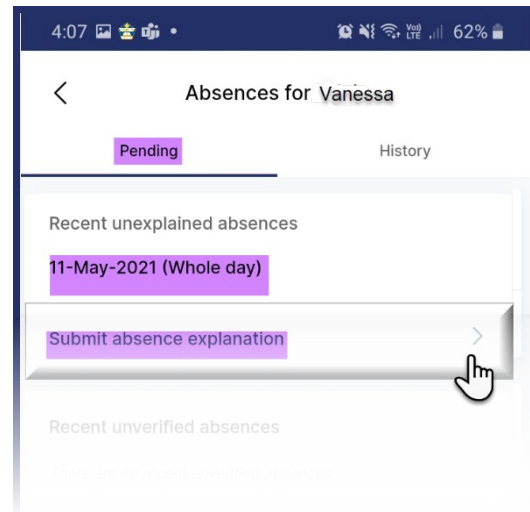 4:07 62%
Absences for Vanessa
Pending History
Recent unexplained absences
11-May-2021 (Whole day)
Submit absence explanation
Recent unverified absences